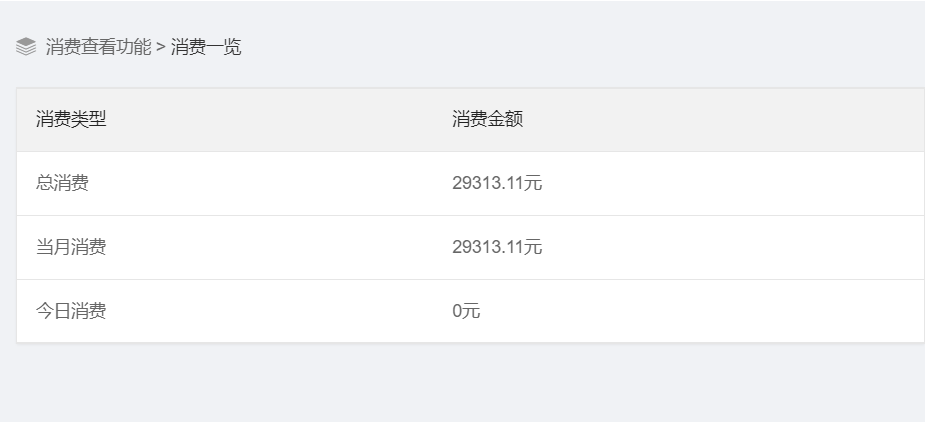 消费查看功能 > 消费一览
消费类型 消费金额
总消费 29313.11元
当月消费 29313.11元
今日消费 0元